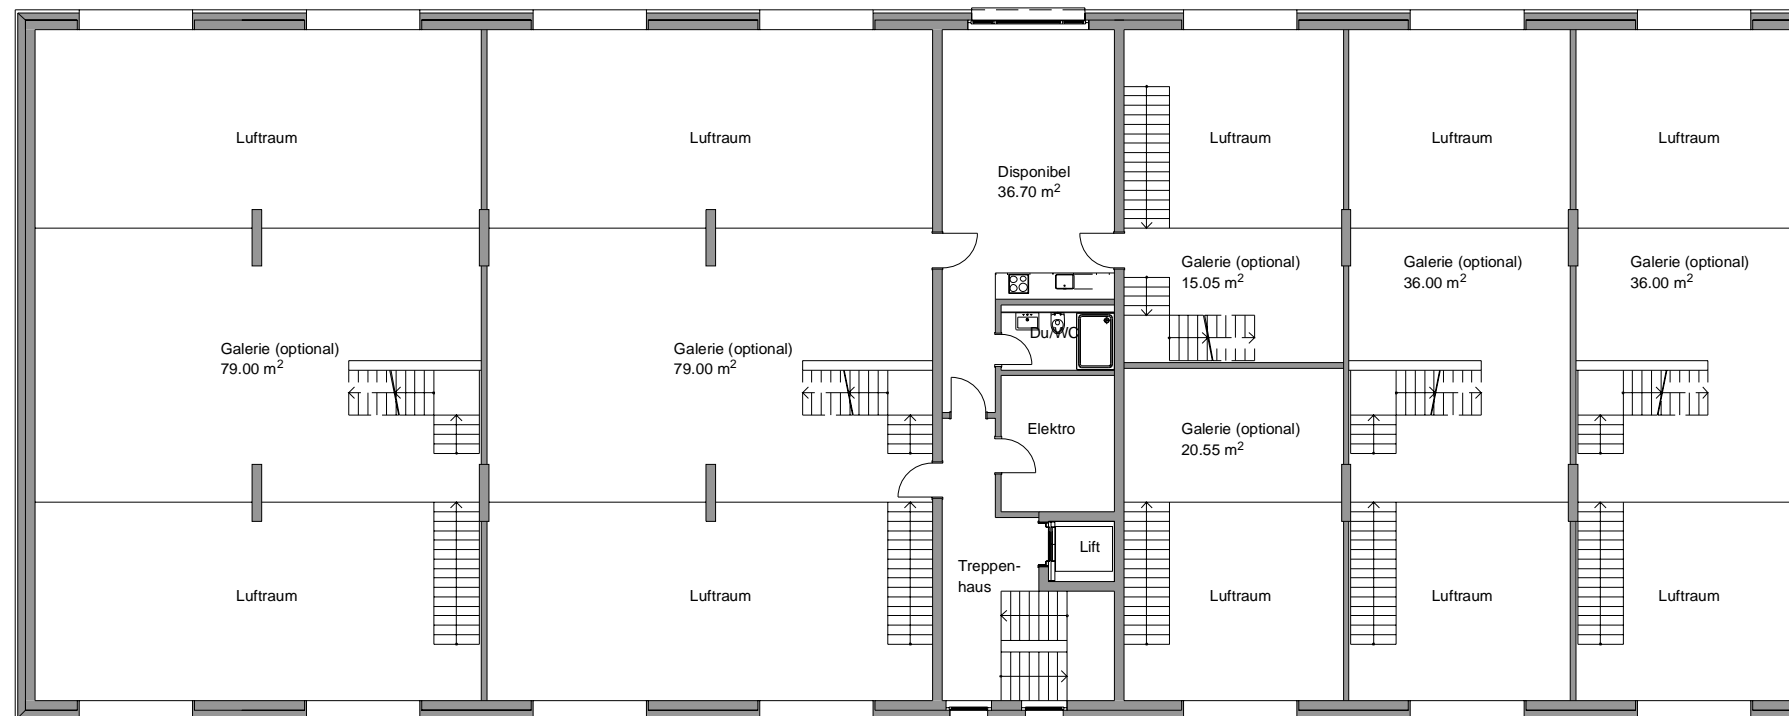 Luftraum
Luftraum
Luftraum
Luftraum
Luftraum
Disponibel
36.70 m²
Galerie (optional)
15.05 m²
Galerie (optional)
36.00 m²
Galerie (optional)
36.00 m²
Du/WC
Galerie (optional)
79.00 m²
Galerie (optional)
79.00 m²
Elektro
Galerie (optional)
20.55 m²
Lift
Treppen-
haus
Luftraum
Luftraum
Luftraum
Luftraum
Luftraum